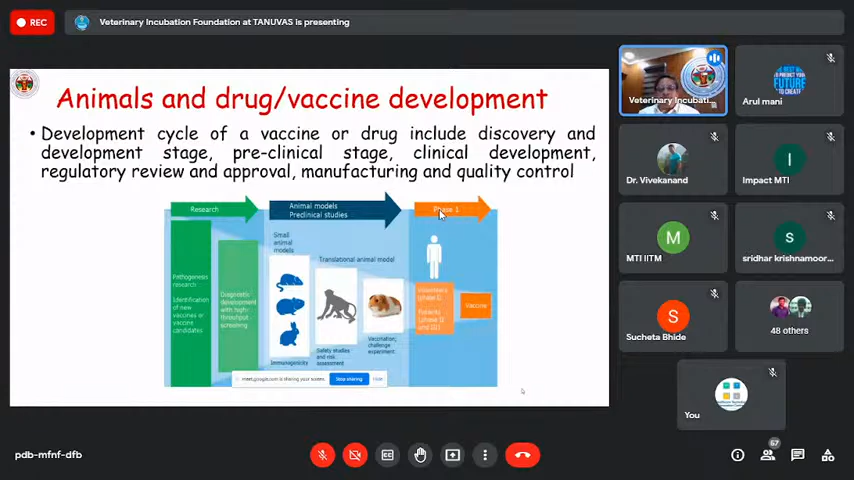 REC
Veterinary Incubation Foundation at TANUVAS is presenting
Animals and drug/vaccine development
• Development cycle of a vaccine or drug include discovery and
development stage, pre-clinical stage, clinical development,
regulatory review and approval, manufacturing and quality control
Research
Animal models
Preclinical studies
Phase 1
Small
animal
models
Translational animal model
Pathogenesis
research
Identification
of new
vaccines or
vaccine
candidates
Diagnostic
development
with high-
throughput
screening
Immunogenicity
Safety studies
and risk
assessment
Vaccination;
challenge
experiment
(phase I)
Patients
(phase II
and III)
Vaccine
meet.google.com is sharing your screen.
Stop sharing
Hide
Veterinary Incubati...
Arul mani
Dr. Vivekanand
I
Impact MTI
M
MTI IITM
s
sridhar krishnamoor...
S
Sucheta Bhide
48 others
You
pdb-mfnf-dfb
67